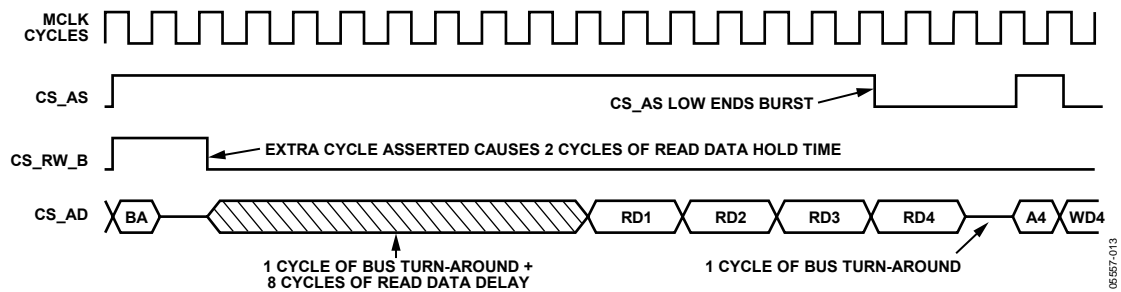 MCLK
CYCLES
CS_AS
CS_AS LOW ENDS BURST
CS_RW_B
EXTRA CYCLE ASSERTED CAUSES 2 CYCLES OF READ DATA HOLD TIME
CS_AD
BA
RD1
RD2
RD3
RD4
A4
WD4
1 CYCLE OF BUS TURN-AROUND +
8 CYCLES OF READ DATA DELAY
1 CYCLE OF BUS TURN-AROUND
05557-013